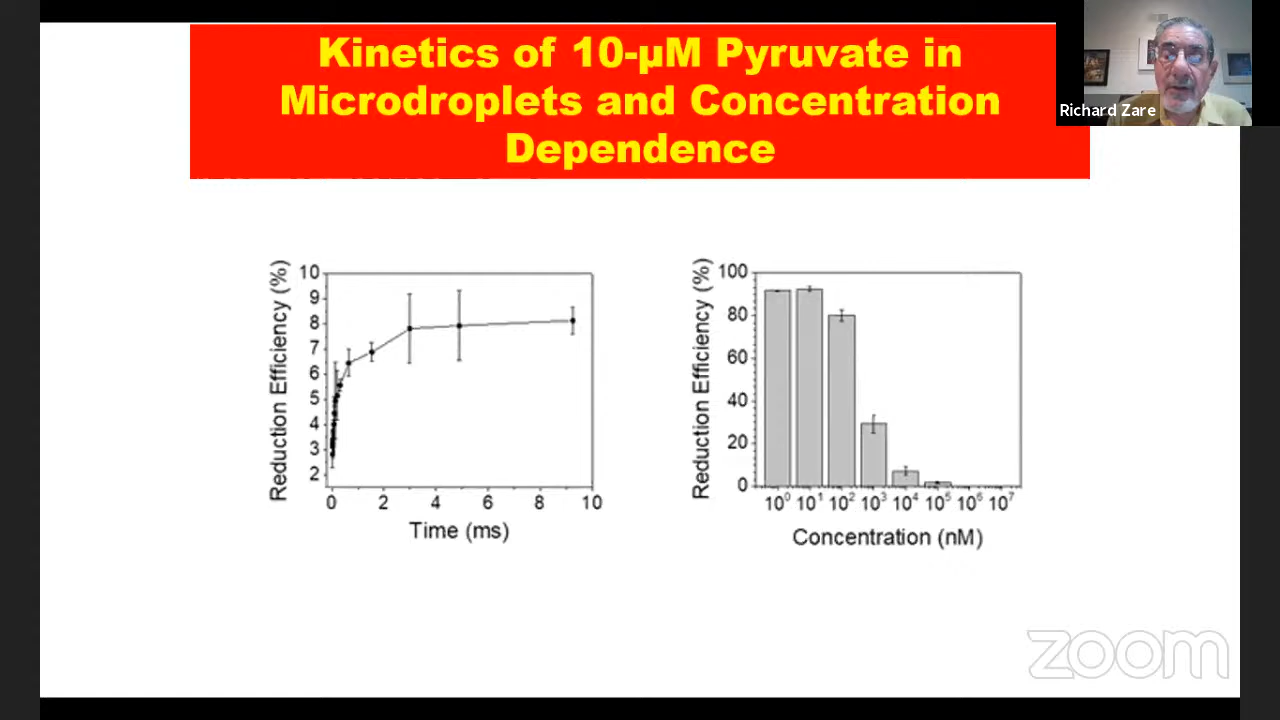 Kinetics of 10-µM Pyruvate in
Microdroplets and Concentration
Dependence
Richard Zare
Reduction Efficiency (%)
10
9
8
7
6
5
4
3
2
0 2 4 6 8 10
Time (ms)
Reduction Efficiency (%)
100
80
60
40
20
0
10⁰ 10¹ 10² 10³ 10⁴ 10⁵ 10⁶ 10⁷
Concentration (nM)
zoom